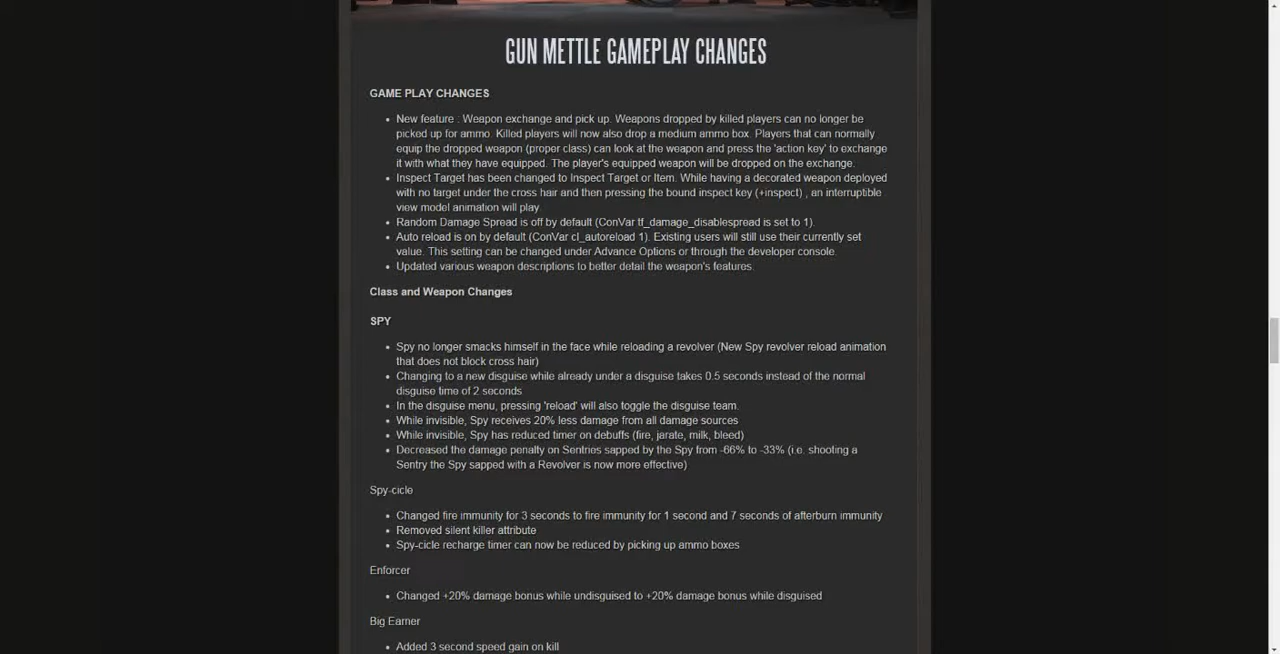 GUN METTLE GAMEPLAY CHANGES
GAME PLAY CHANGES
New feature : Weapon exchange and pick up. Weapons dropped by killed players can no longer be
picked up for ammo. Killed players will now also drop a medium ammo box. Players that can normally
equip the dropped weapon (proper class) can look at the weapon and press the 'action key' to exchange
it with what they have equipped. The player's equipped weapon will be dropped on the exchange.
Inspect Target has been changed to Inspect Target or Item. While having a decorated weapon deployed
with no target under the cross hair and then pressing the bound inspect key (+inspect) , an interruptible
view model animation will play.
Random Damage Spread is off by default (ConVar tf_damage_disablespread is set to 1).
Auto reload is on by default (ConVar cl_autoreload 1). Existing users will still use their currently set
value. This setting can be changed under Advance Options or through the developer console.
Updated various weapon descriptions to better detail the weapon's features.
Class and Weapon Changes
SPY
Spy no longer smacks himself in the face while reloading a revolver (New Spy revolver reload animation
that does not block cross hair)
Changing to a new disguise while already under a disguise takes 0.5 seconds instead of the normal
disguise time of 2 seconds
In the disguise menu, pressing 'reload' will also toggle the disguise team.
While invisible, Spy receives 20% less damage from all damage sources
While invisible, Spy has reduced timer on debuffs (fire, jarate, milk, bleed)
Decreased the damage penalty on Sentries sapped by the Spy from -66% to -33% (i.e. shooting a
Sentry the Spy sapped with a Revolver is now more effective)
Spy-cicle
Changed fire immunity for 3 seconds to fire immunity for 1 second and 7 seconds of afterburn immunity
Removed silent killer attribute
Spy-cicle recharge timer can now be reduced by picking up ammo boxes
Enforcer
Changed +20% damage bonus while undisguised to +20% damage bonus while disguised
Big Earner
Added 3 second speed gain on kill